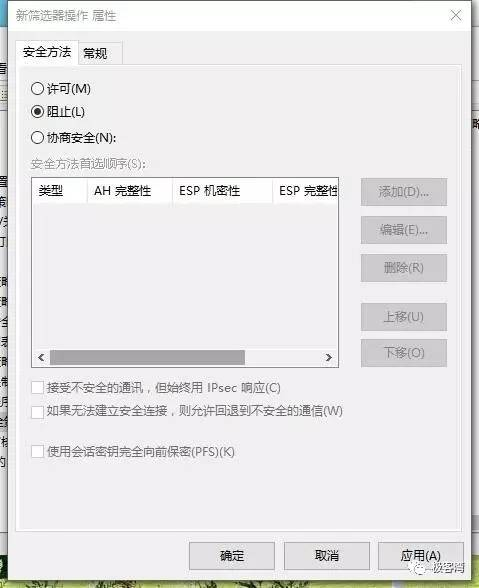 新筛选器操作 属性
安全方法
常规
许可(M)
阻止(L)
协商安全(N):
安全方法首选顺序(S):
类型 AH 完整性 ESP 机密性 ESP 完整性
添加(D)...
编辑(E)...
删除(R)
上移(U)
下移(O)
接受不安全的通讯，但始终用 IPsec 响应(C)
如果无法建立安全连接，则允许回退到不安全的通信(W)
使用会话密钥完全向前保密(PFS)(K)
确定
取消
应用(A)
极客湾